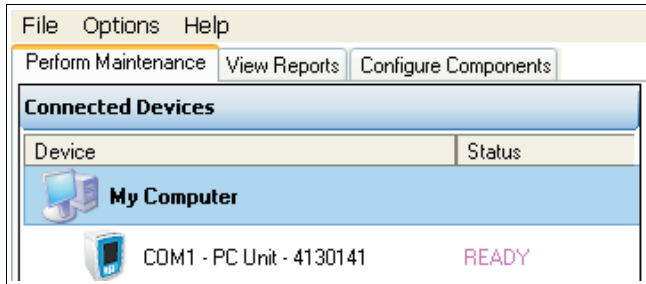 File Options Help
Perform Maintenance View Reports Configure Components
Connected Devices
Device Status
My Computer
COM1 - PC Unit - 4130141 READY